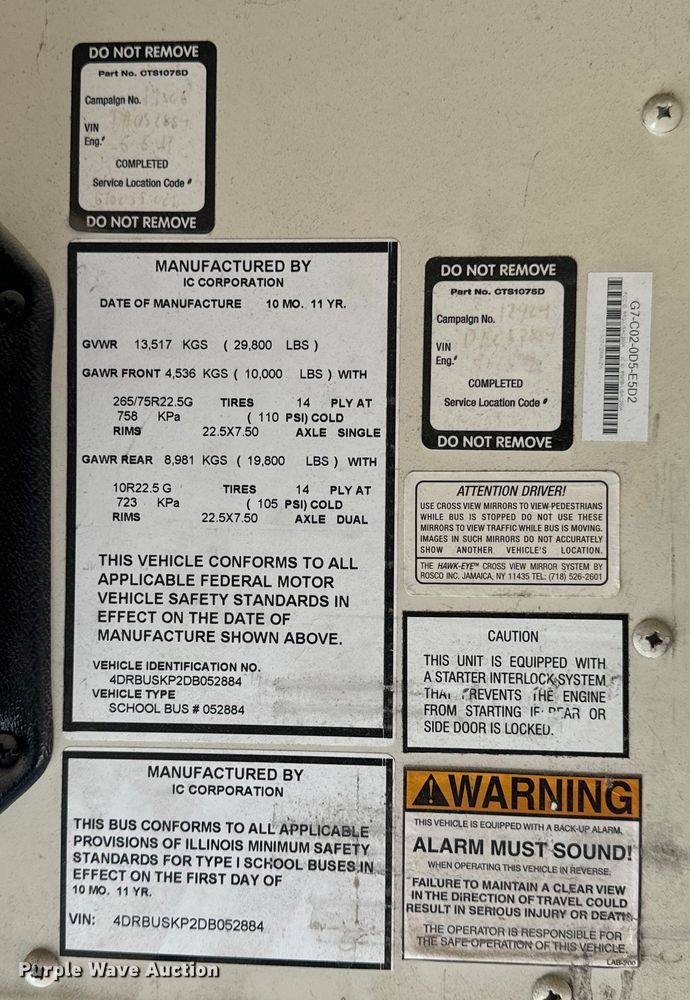 DO NOT REMOVE
Part No. CTS1075D
Campaign No.
VIN
Eng.#
COMPLETED
Service Location Code #
DO NOT REMOVE
MANUFACTURED BY
IC CORPORATION
DATE OF MANUFACTURE 10 MO. 11 YR.
GVWR 13,517 KGS ( 29,800 LBS )
GAWR FRONT 4,536 KGS ( 10,000 LBS ) WITH
265/75R22.5G TIRES 14 PLY AT
758 KPa ( 110 PSI) COLD
RIMS 22.5X7.50 AXLE SINGLE
GAWR REAR 8,981 KGS ( 19,800 LBS ) WITH
10R22.5 G TIRES 14 PLY AT
723 KPa ( 105 PSI) COLD
RIMS 22.5X7.50 AXLE DUAL
THIS VEHICLE CONFORMS TO ALL
APPLICABLE FEDERAL MOTOR
VEHICLE SAFETY STANDARDS IN
EFFECT ON THE DATE OF
MANUFACTURE SHOWN ABOVE.
VEHICLE IDENTIFICATION NO.
4DRBUSKP2DB052884
VEHICLE TYPE
SCHOOL BUS # 052884
MANUFACTURED BY
IC CORPORATION
THIS BUS CONFORMS TO ALL APPLICABLE
PROVISIONS OF ILLINOIS MINIMUM SAFETY
STANDARDS FOR TYPE I SCHOOL BUSES IN
EFFECT ON THE FIRST DAY OF
10 MO. 11 YR.
VIN: 4DRBUSKP2DB052884
DO NOT REMOVE
Part No. CTS1075D
Campaign No.
VIN
Eng.#
COMPLETED
Service Location Code #
DO NOT REMOVE
G7-C02-0D5-E5D2
ATTENTION DRIVER!
USE CROSS VIEW MIRRORS TO VIEW PEDESTRIANS
WHILE BUS IS STOPPED DO NOT USE THESE
MIRRORS TO VIEW TRAFFIC WHILE BUS IS MOVING.
IMAGES IN SUCH MIRRORS DO NOT ACCURATELY
SHOW ANOTHER VEHICLE'S LOCATION.
THE HAWK-EYE™ CROSS VIEW MIRROR SYSTEM BY
ROSCO INC. JAMAICA, NY 11435 TEL: (718) 526-2601
CAUTION
THIS UNIT IS EQUIPPED WITH
A STARTER INTERLOCK SYSTEM
THAT PREVENTS THE ENGINE
FROM STARTING IF REAR OR
SIDE DOOR IS LOCKED.
WARNING
THIS VEHICLE IS EQUIPPED WITH A BACK-UP ALARM.
ALARM MUST SOUND!
WHEN OPERATING THIS VEHICLE IN REVERSE.
FAILURE TO MAINTAIN A CLEAR VIEW
IN THE DIRECTION OF TRAVEL COULD
RESULT IN SERIOUS INJURY OR DEATH.
THE OPERATOR IS RESPONSIBLE FOR
THE SAFE OPERATION OF THIS VEHICLE.
LAB-200
Purple Wave Auction